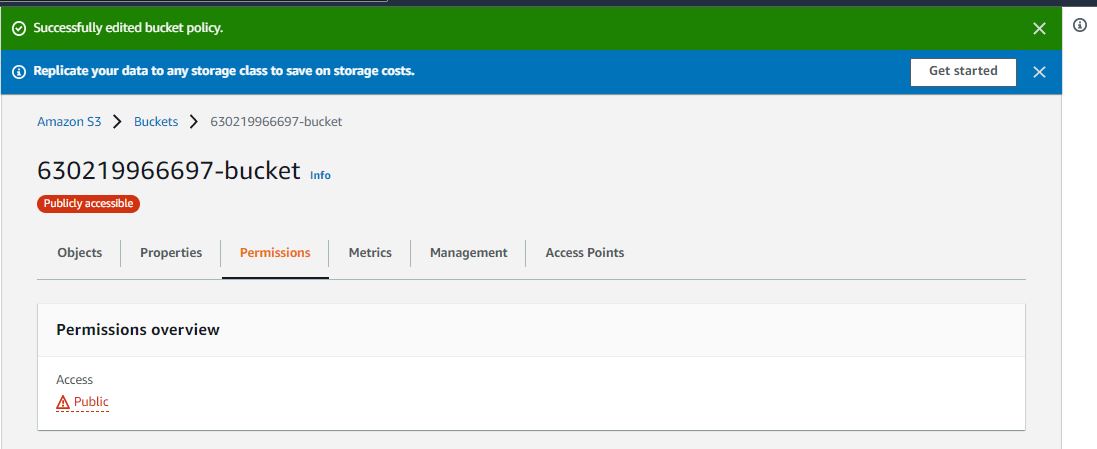 Successfully edited bucket policy.
Replicate your data to any storage class to save on storage costs. Get started
Amazon S3 Buckets 630219966697-bucket
630219966697-bucket Info
Publicly accessible
Objects Properties Permissions Metrics Management Access Points
Permissions overview
Access
Public